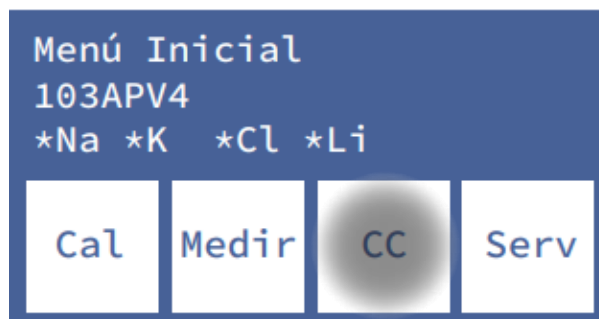 Menú Inicial
103APV4
*Na *K *Cl *Li
Cal Medir CC Serv